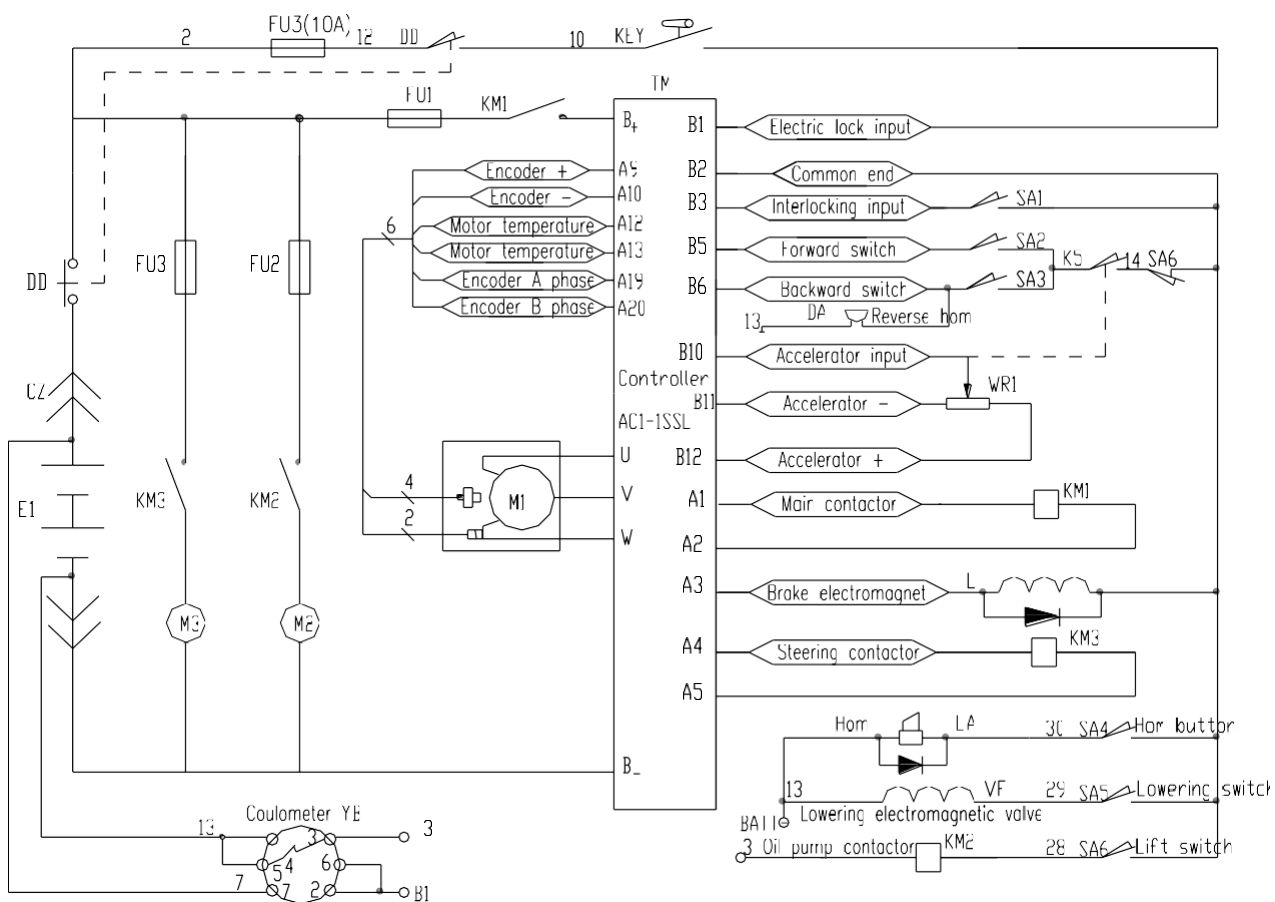 FU3(10A)
2
12
DD
10
KEY
TM
FU1
KM1
B+
B1
Electric lock input
Encoder +
A9
B2
Common end
Encoder -
A10
B3
Interlocking input
SA1
6
Motor temperature
A12
Motor temperature
A13
B5
Forward switch
SA2
K5
14
SA6
DD
FU3
FU2
Encoder A phase
A19
B6
Backward switch
SA3
Encoder B phase
A20
13
DA
Reverse horn
B10
Accelerator input
Controller
WR1
CZ
B11
Accelerator -
AC1-1SSL
U
B12
Accelerator +
4
M1
V
E1
KM3
KM2
A1
Main contactor
KM1
2
W
A2
A3
Brake electromagnet
L
M3
M2
A4
Steering contactor
KM3
A5
Horn
LA
30
SA4
Horn button
B-
13
VF
29
SA5
Lowering switch
Lowering electromagnetic valve
Coulometer YB
13
3
3
5
4
6
7
7
2
B1
3
Oil pump contactor
KM2
28
SA6
Lift switch